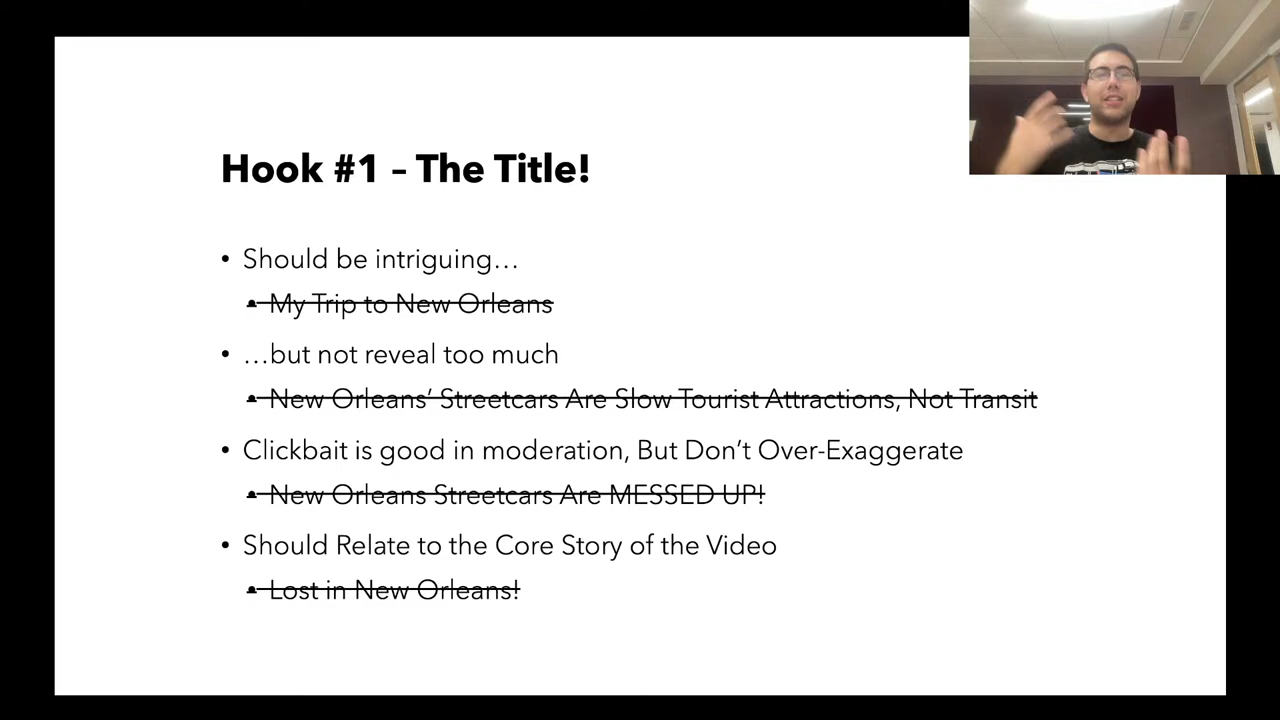 Hook #1 – The Title!
• Should be intriguing…
• My Trip to New Orleans
• …but not reveal too much
• New Orleans’ Streetcars Are Slow Tourist Attractions, Not Transit
• Clickbait is good in moderation, But Don’t Over-Exaggerate
• New Orleans Streetcars Are MESSED UP!
• Should Relate to the Core Story of the Video
• Lost in New Orleans!